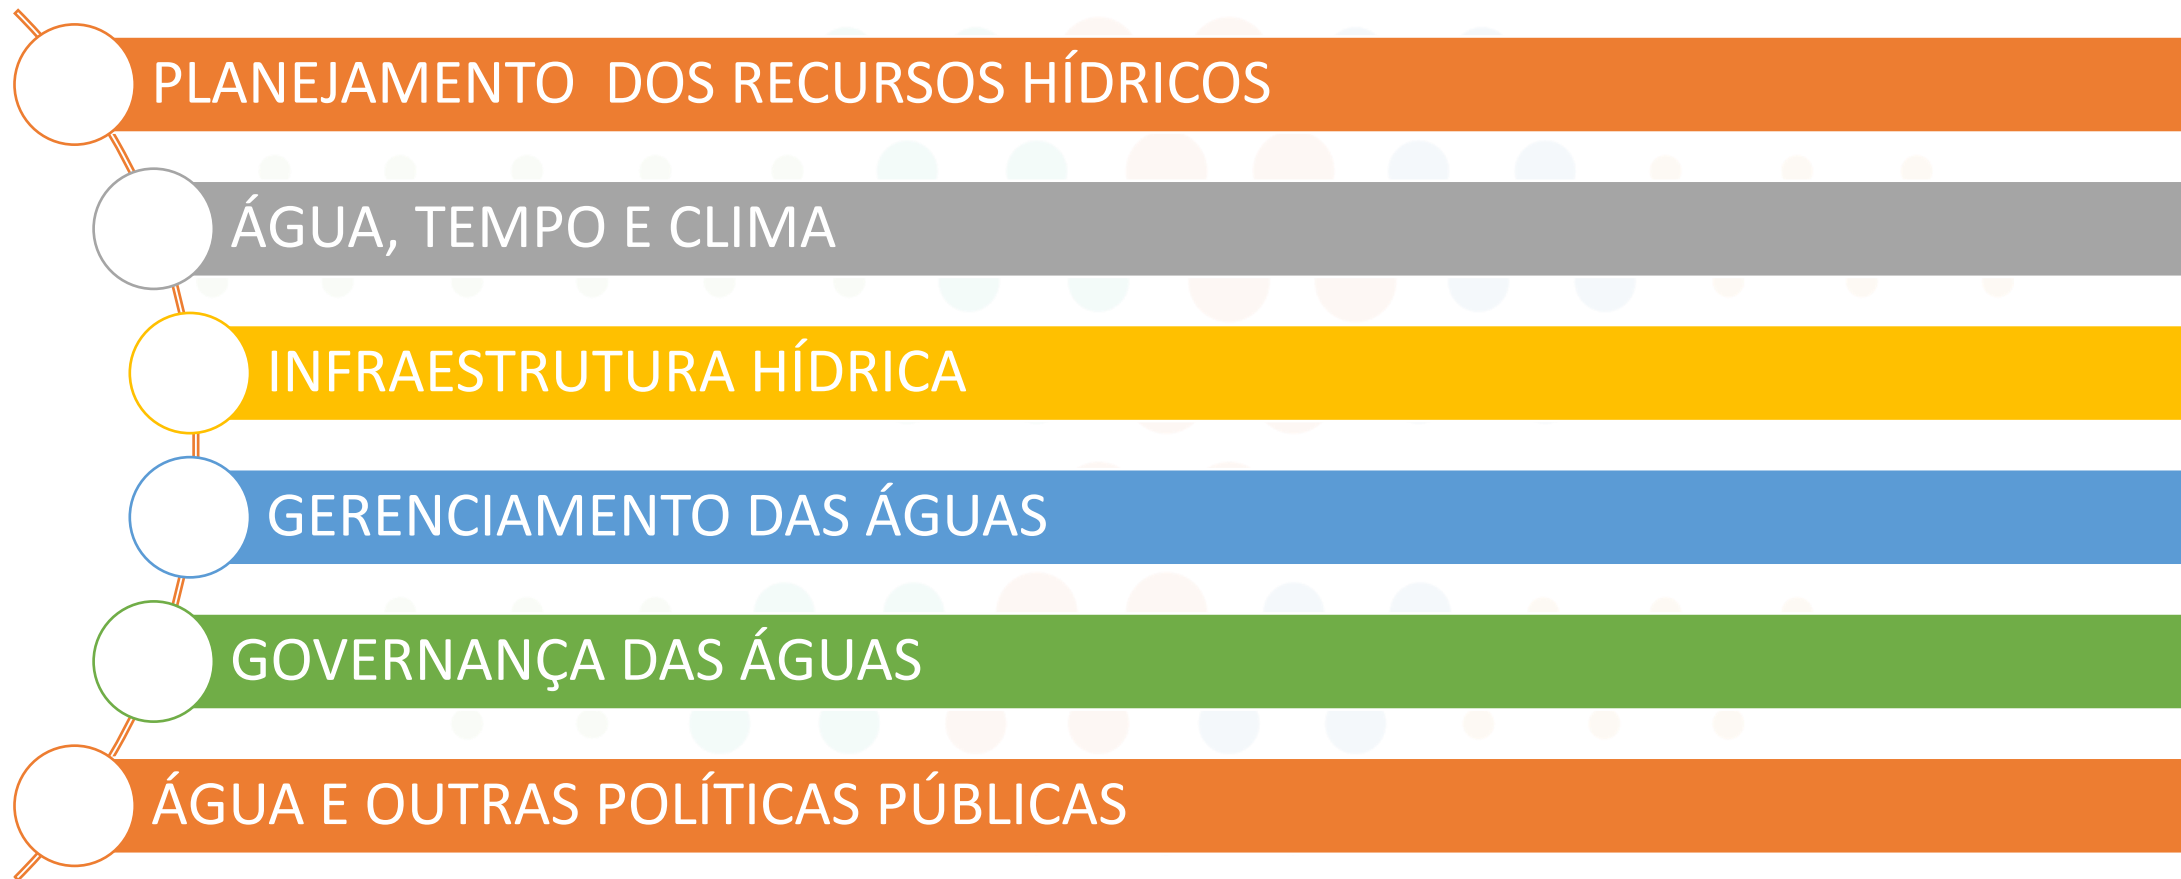 PLANEJAMENTO  DOS RECURSOS HÍDRICOS
ÁGUA, TEMPO E CLIMA
INFRAESTRUTURA HÍDRICA
GERENCIAMENTO DAS ÁGUAS
GOVERNANÇA DAS ÁGUAS
ÁGUA E OUTRAS POLÍTICAS PÚBLICAS